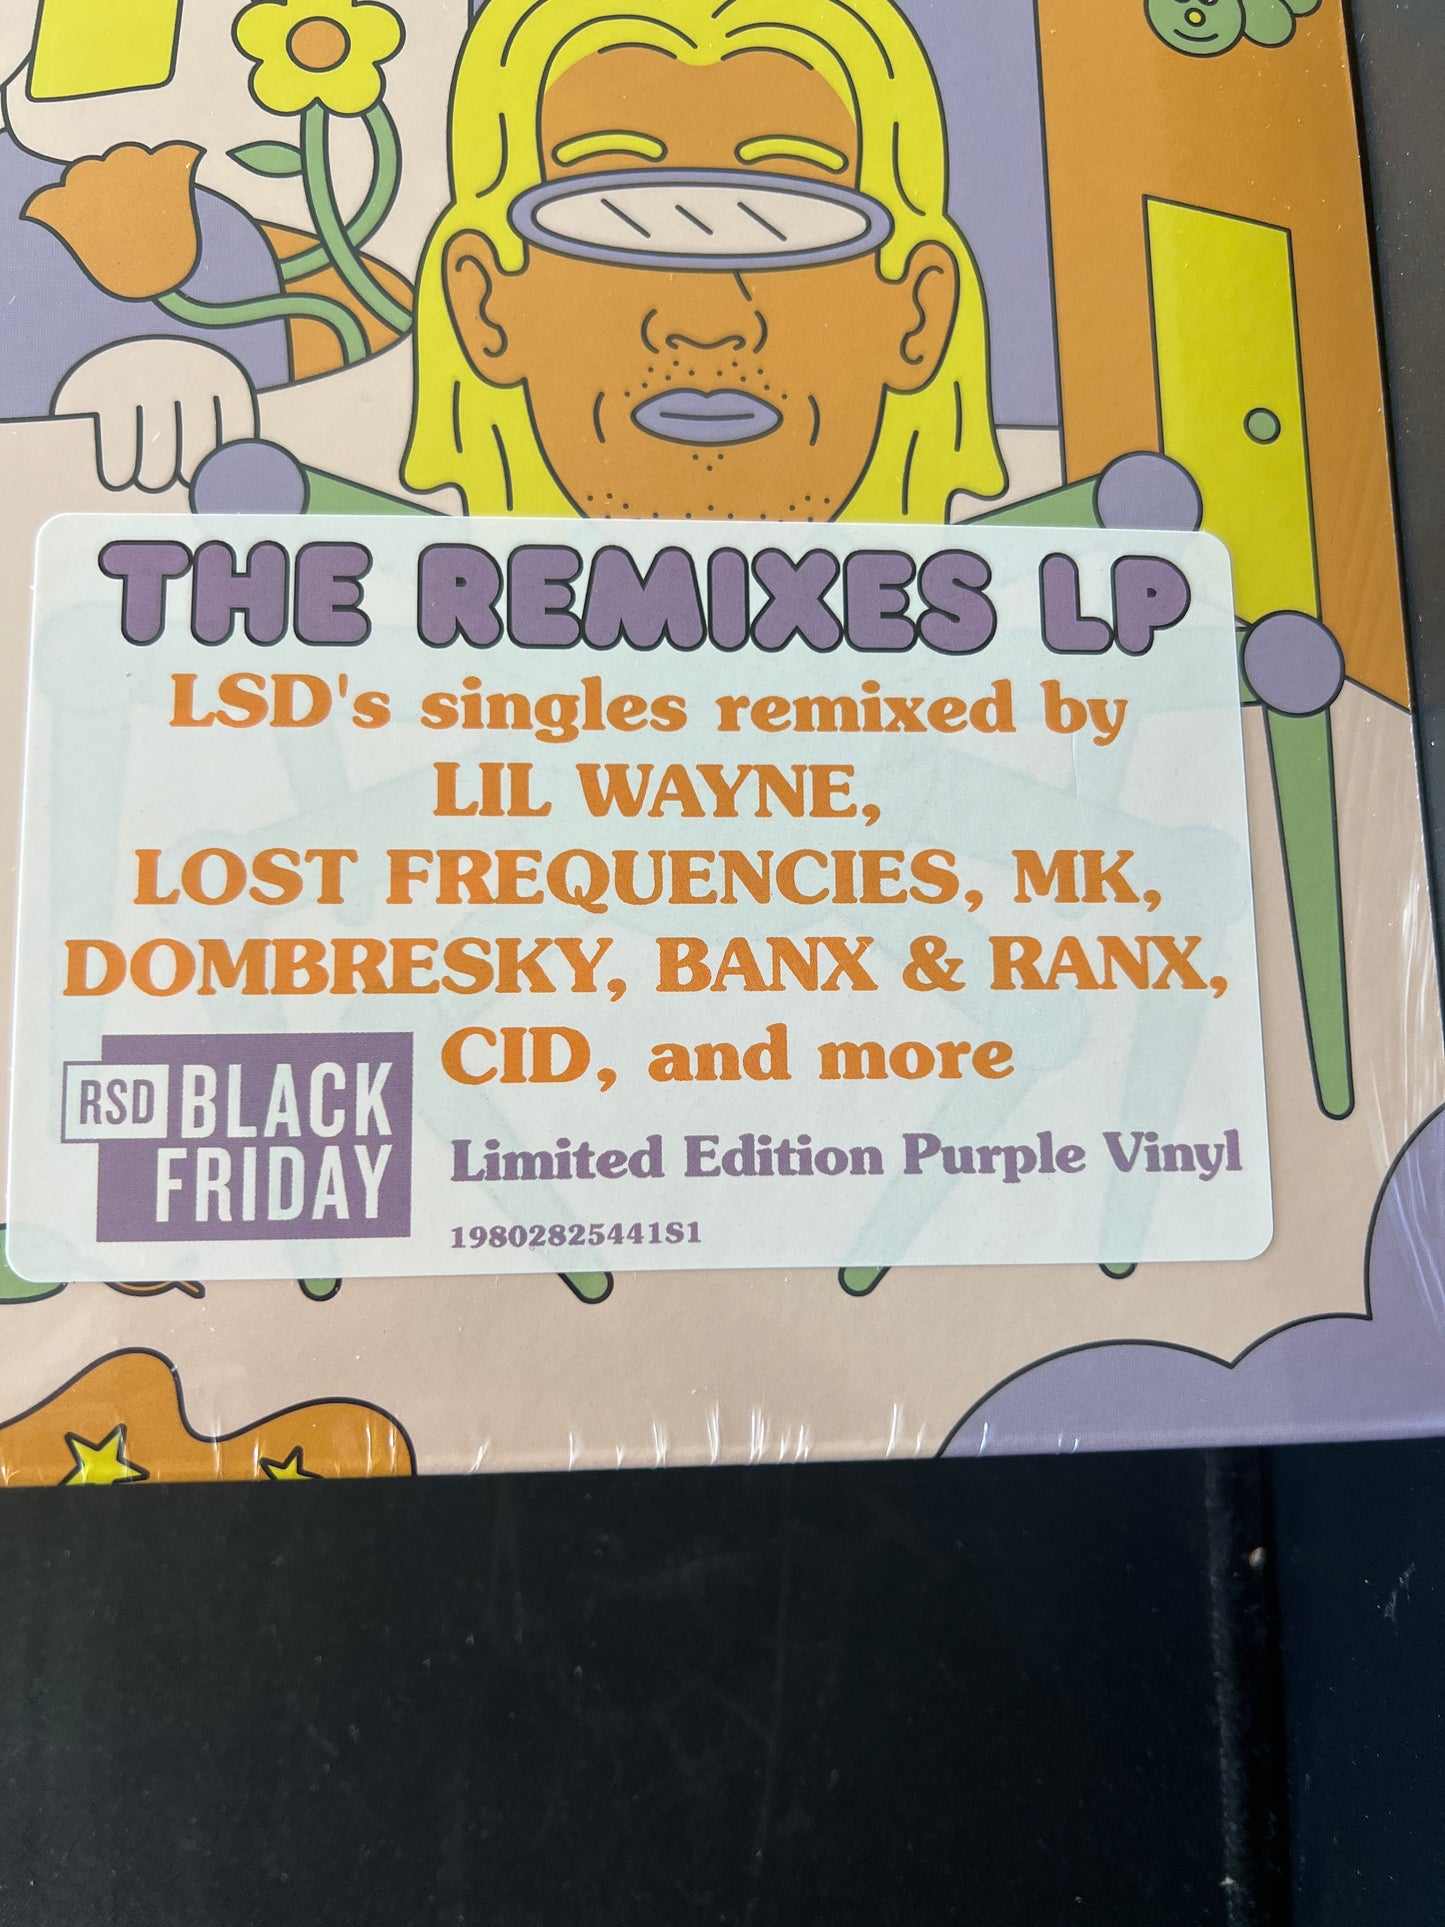 THE REMIXES LP
LSD's singles remixed by
LIL WAYNE,
LOST FREQUENCIES, MK,
DOMBRESKY, BANX & RANX,
CID, and more
RSD BLACK
FRIDAY
Limited Edition Purple Vinyl
19802825441S1